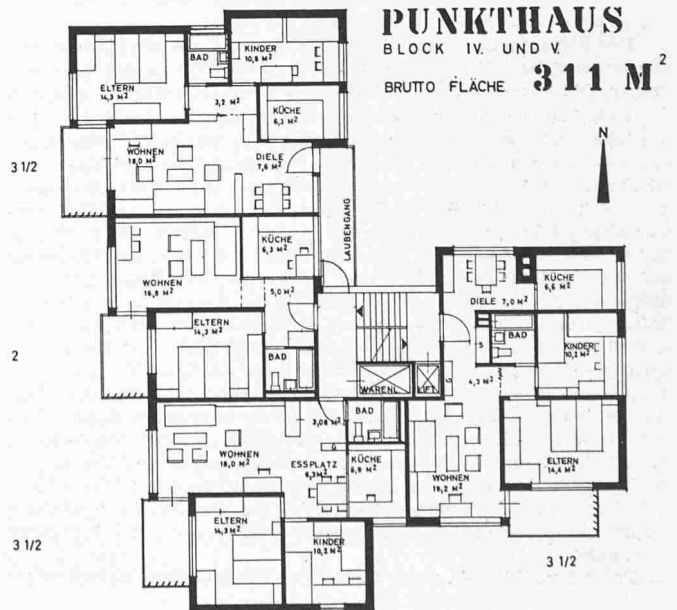 PUNKTHAUS
BLOCK IV. UND V.
BRUTTO FLÄCHE 311 M²
N
3 1/2
ELTERN
14,3 M²
BAD
KINDER
10,8 M²
3,2 M²
KÜCHE
6,3 M²
WOHNEN
18,0 M²
DIELE
7,6 M²
LAUBENGANG
2
WOHNEN
16,8 M²
KÜCHE
6,3 M²
5,0 M²
ELTERN
14,3 M²
BAD
WARENL.
LIFT
3 1/2
WOHNEN
18,0 M²
3,08 M²
G
BAD
ESSPLATZ
6,3 M²
KÜCHE
6,8 M²
ELTERN
14,3 M²
KINDER
10,2 M²
DIELE 7,0 M²
KÜCHE
6,6 M²
S
BAD
KINDER
10,2 M²
4,3 M²
G
WOHNEN
19,2 M²
ELTERN
14,4 M²
3 1/2